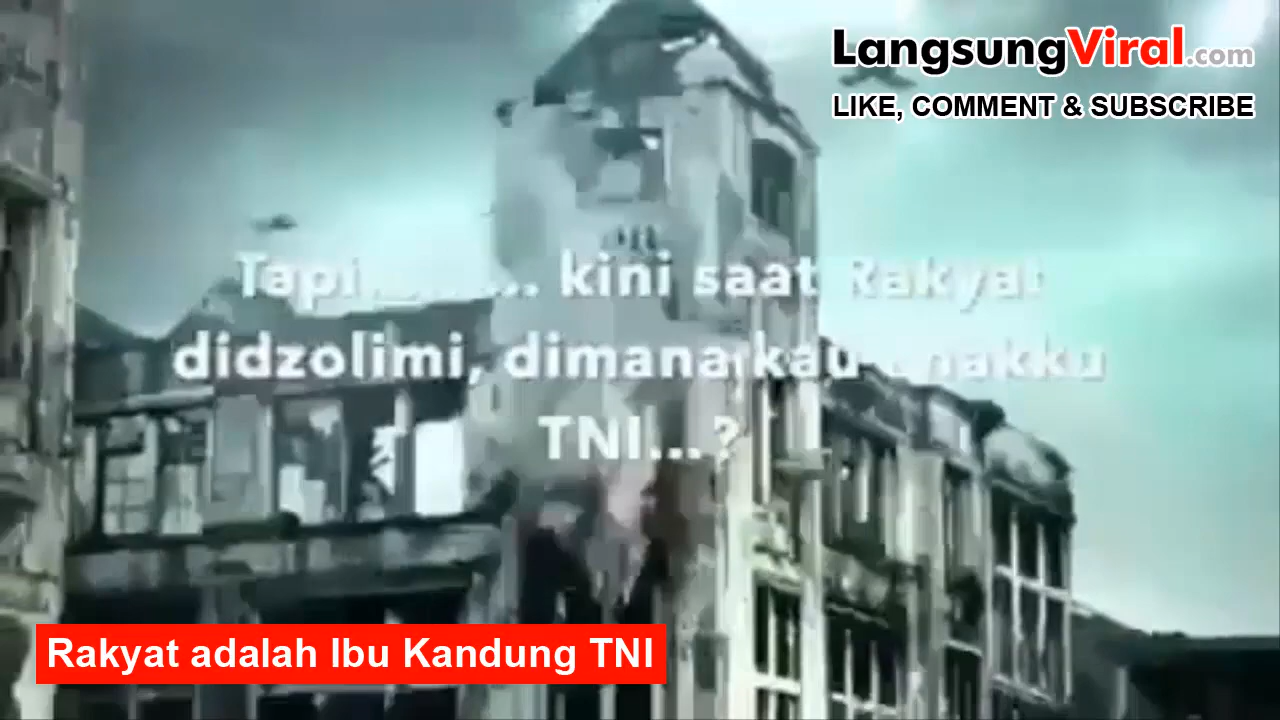 LangsungViral.com
LIKE, COMMENT & SUBSCRIBE
Tapi.......... kini saat Rakyat
didzolimi, dimana kau anakku
TNI...?
Rakyat adalah Ibu Kandung TNI